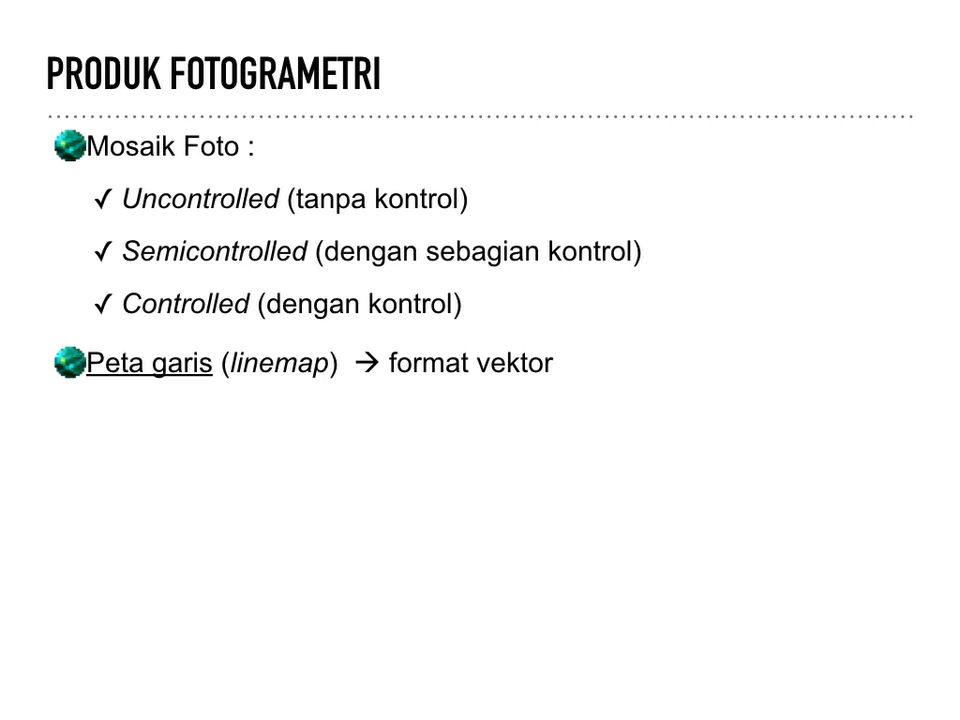 PRODUK FOTOGRAMETRI
Mosaik Foto :
✓ Uncontrolled (tanpa kontrol)
✓ Semicontrolled (dengan sebagian kontrol)
✓ Controlled (dengan kontrol)
Peta garis (linemap) → format vektor